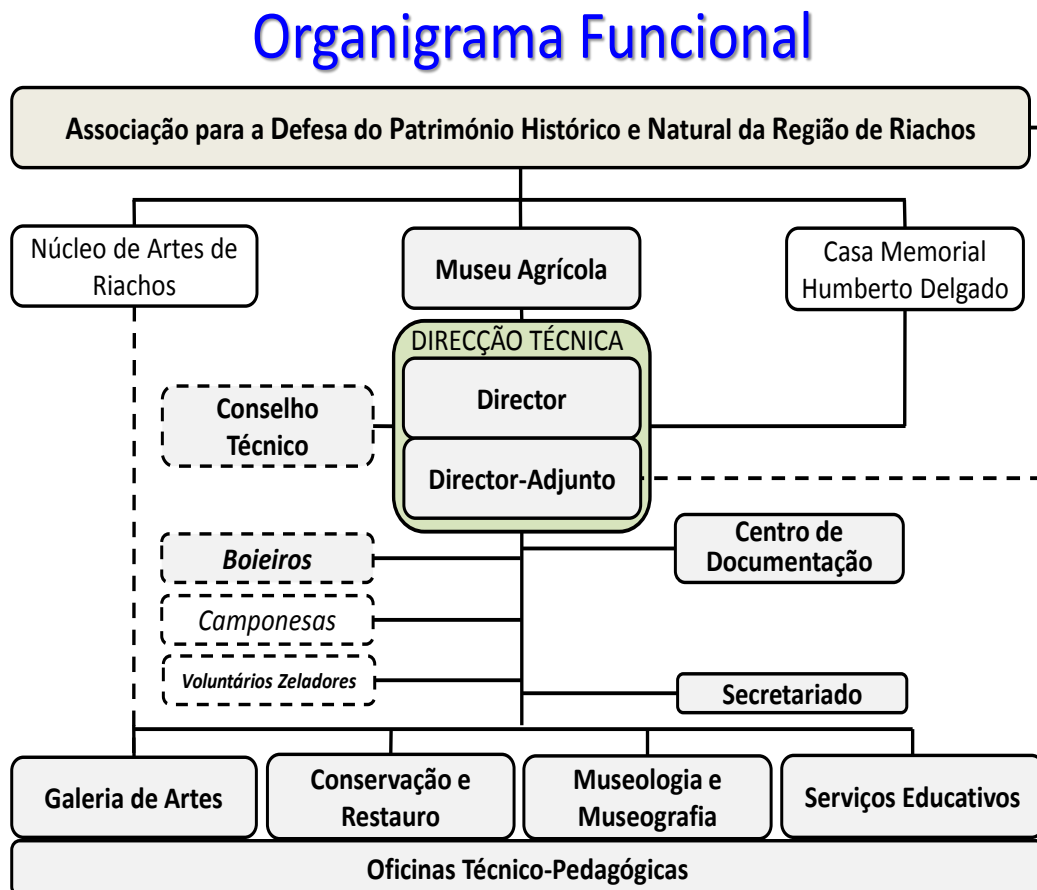 Organigrama Funcional
Associação para a Defesa do Património Histórico e Natural da Região de Riachos
Núcleo de Artes de
Riachos
Museu Agrícola
Casa Memorial
Humberto Delgado
DIRECÇÃO TÉCNICA
Director
Conselho
Técnico
Director-Adjunto
Centro de
Documentação
Boieiros
Camponesas
Voluntários Zeladores
Secretariado
Galeria de Artes
Conservação e
Restauro
Museologia e
Museografia
Serviços Educativos
Oficinas Técnico-Pedagógicas